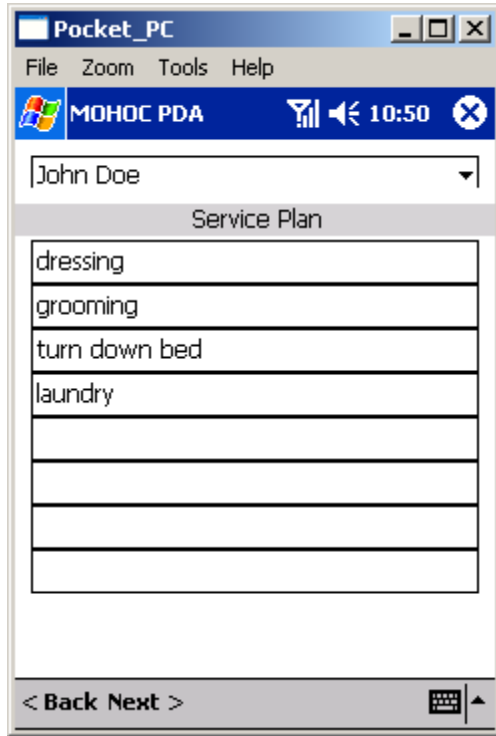 Pocket_PC
File Zoom Tools Help
MOHOC PDA 10:50
John Doe
Service Plan
dressing
grooming
turn down bed
laundry
< Back Next >